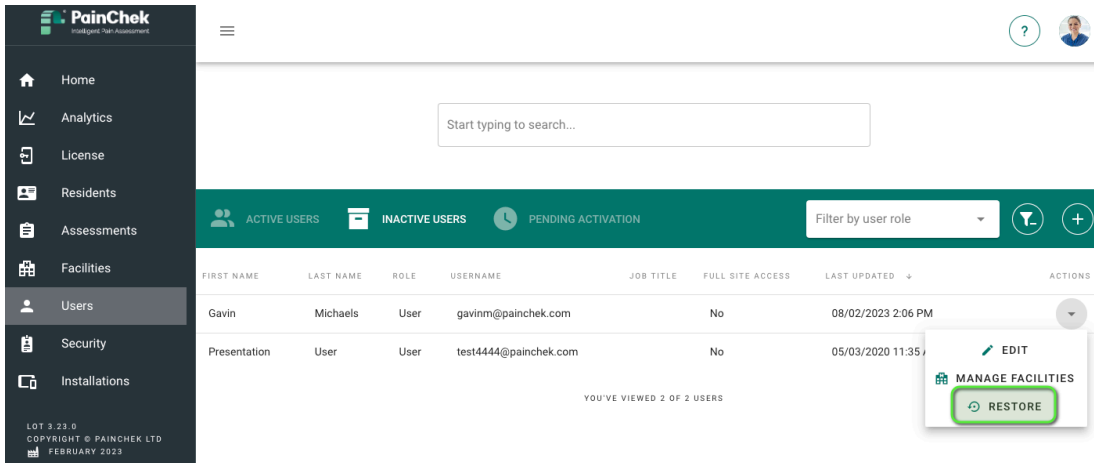 PainChek
Intelligent Pain Assessment
?
Home
Analytics
License
Residents
Assessments
Facilities
Users
Security
Installations
LOT 3.23.0
COPYRIGHT © PAINCHEK LTD
FEBRUARY 2023
Start typing to search...
ACTIVE USERS INACTIVE USERS PENDING ACTIVATION Filter by user role
FIRST NAME LAST NAME ROLE USERNAME JOB TITLE FULL SITE ACCESS LAST UPDATED ↓ ACTIONS
Gavin Michaels User gavinm@painchek.com No 08/02/2023 2:06 PM
Presentation User User test4444@painchek.com No 05/03/2020 11:35
EDIT
MANAGE FACILITIES
RESTORE
YOU'VE VIEWED 2 OF 2 USERS